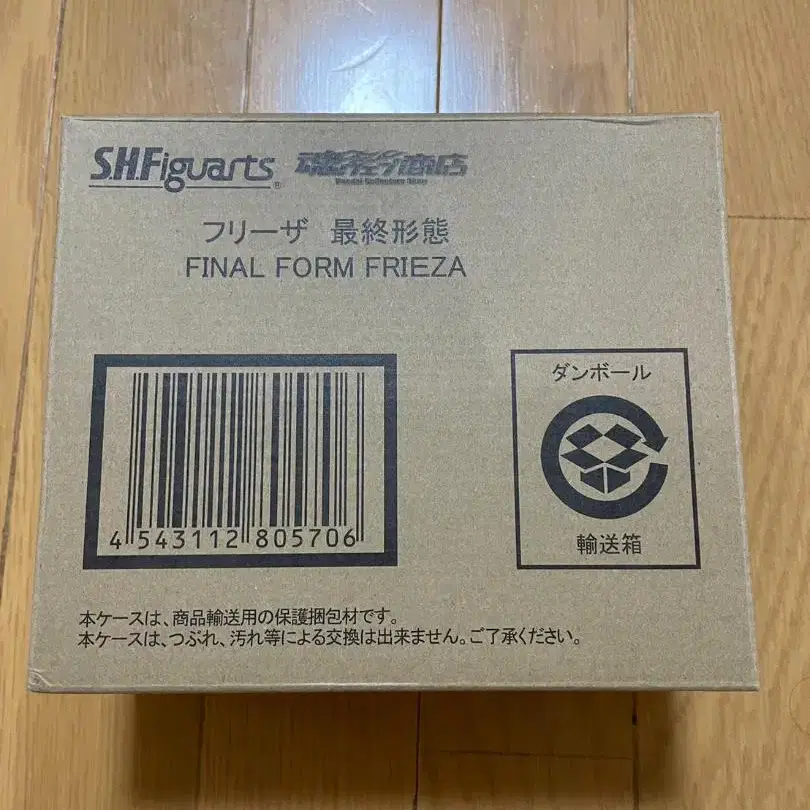 S.H.Figuarts® 魂ウェブ商店
Bandai Collectors Shop
フリーザ 最終形態
FINAL FORM FRIEZA
4 543112 805706
ダンボール
輸送箱
本ケースは、商品輸送用の保護梱包材です。
本ケースは、つぶれ、汚れ等による交換は出来ません。ご了承ください。